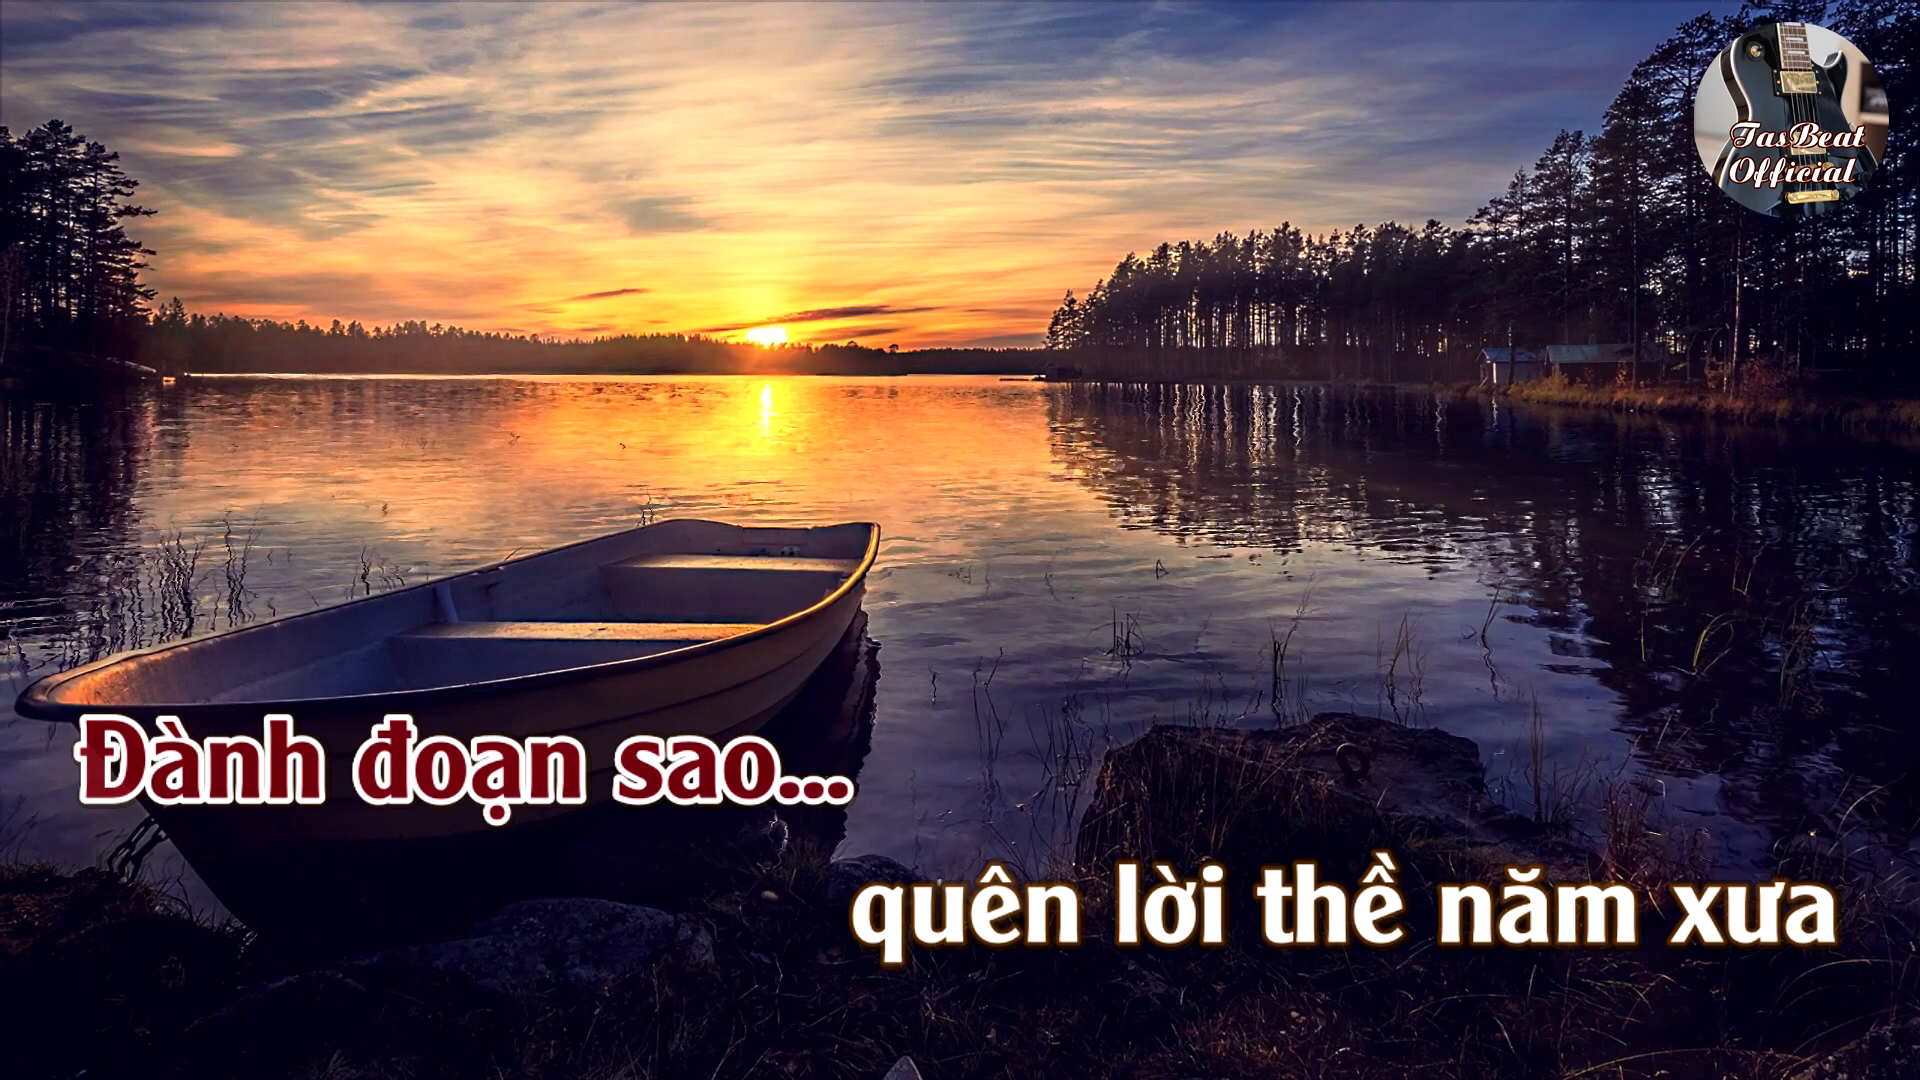 TasBeat
Official
Đành đoạn sao...
quên lời thề năm xưa